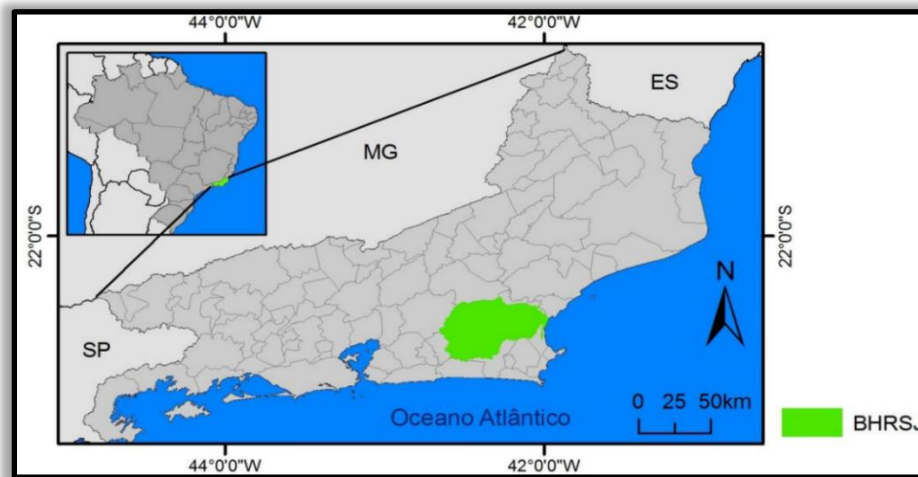 44°0'0"W
42°0'0"W
ES
MG
22°0'0"S
22°0'0"S
N
SP
0 25 50km
Oceano Atlântico
BHRSJ
44°0'0"W
42°0'0"W